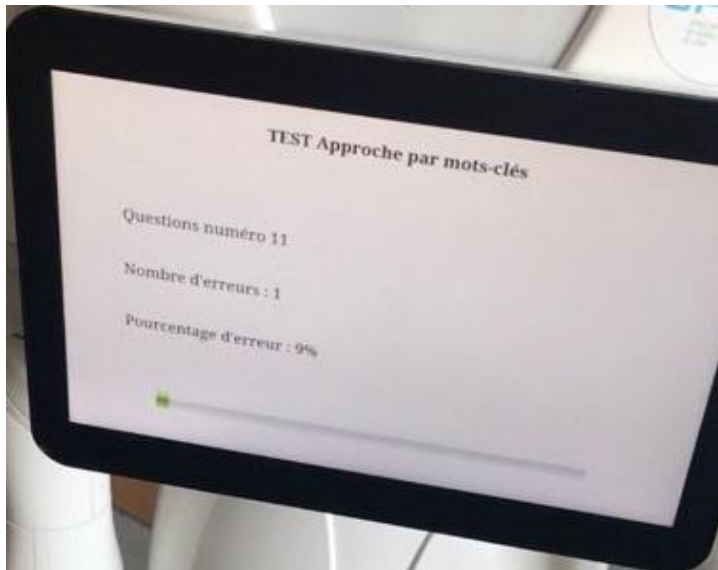 TEST Approche par mots-clés
Questions numéro 11
Nombre d'erreurs : 1
Pourcentage d'erreur : 9%